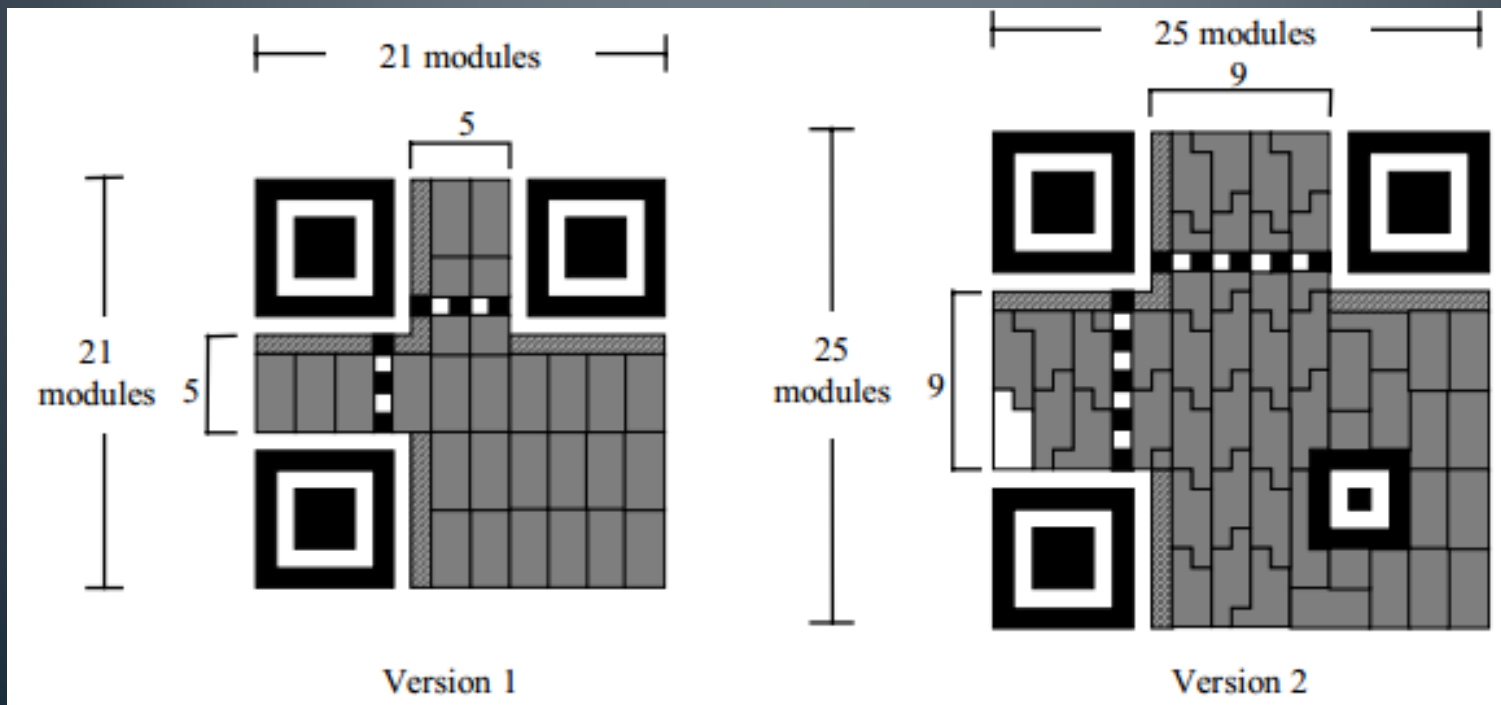 21 modules
5
21
modules
5
Version 1
25 modules
9
25
modules
9
Version 2